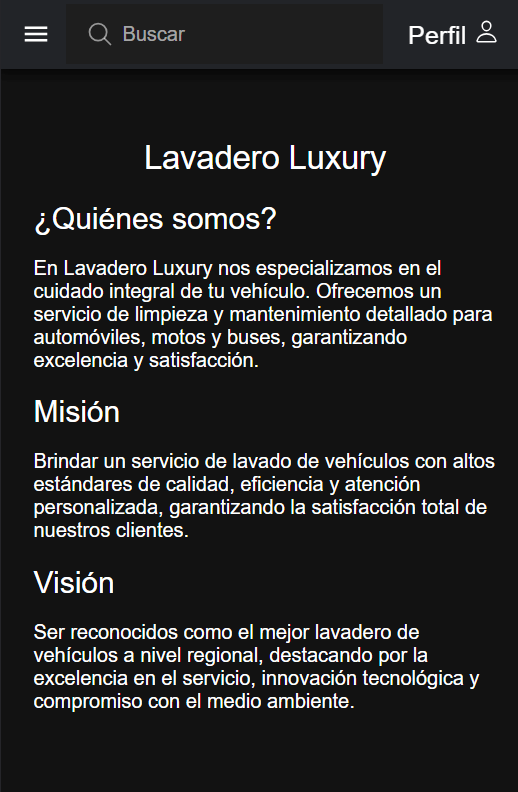 Buscar
Perfil
Lavadero Luxury
¿Quiénes somos?
En Lavadero Luxury nos especializamos en el
cuidado integral de tu vehículo. Ofrecemos un
servicio de limpieza y mantenimiento detallado para
automóviles, motos y buses, garantizando
excelencia y satisfacción.
Misión
Brindar un servicio de lavado de vehículos con altos
estándares de calidad, eficiencia y atención
personalizada, garantizando la satisfacción total de
nuestros clientes.
Visión
Ser reconocidos como el mejor lavadero de
vehículos a nivel regional, destacando por la
excelencia en el servicio, innovación tecnológica y
compromiso con el medio ambiente.